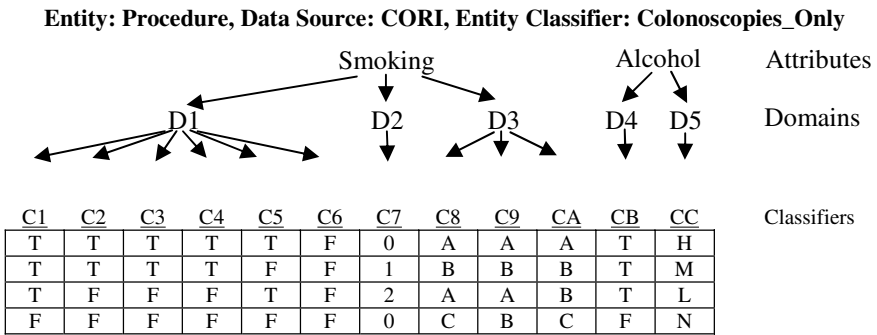 Entity: Procedure, Data Source: CORI, Entity Classifier: Colonoscopies_Only
Smoking Alcohol Attributes
D1 D2 D3 D4 D5 Domains
C1 C2 C3 C4 C5 C6 C7 C8 C9 CA CB CC Classifiers
T T T T T F 0 A A A T H
T T T T F F 1 B B B T M
T F F F T F 2 A A B T L
F F F F F F 0 C B C F N